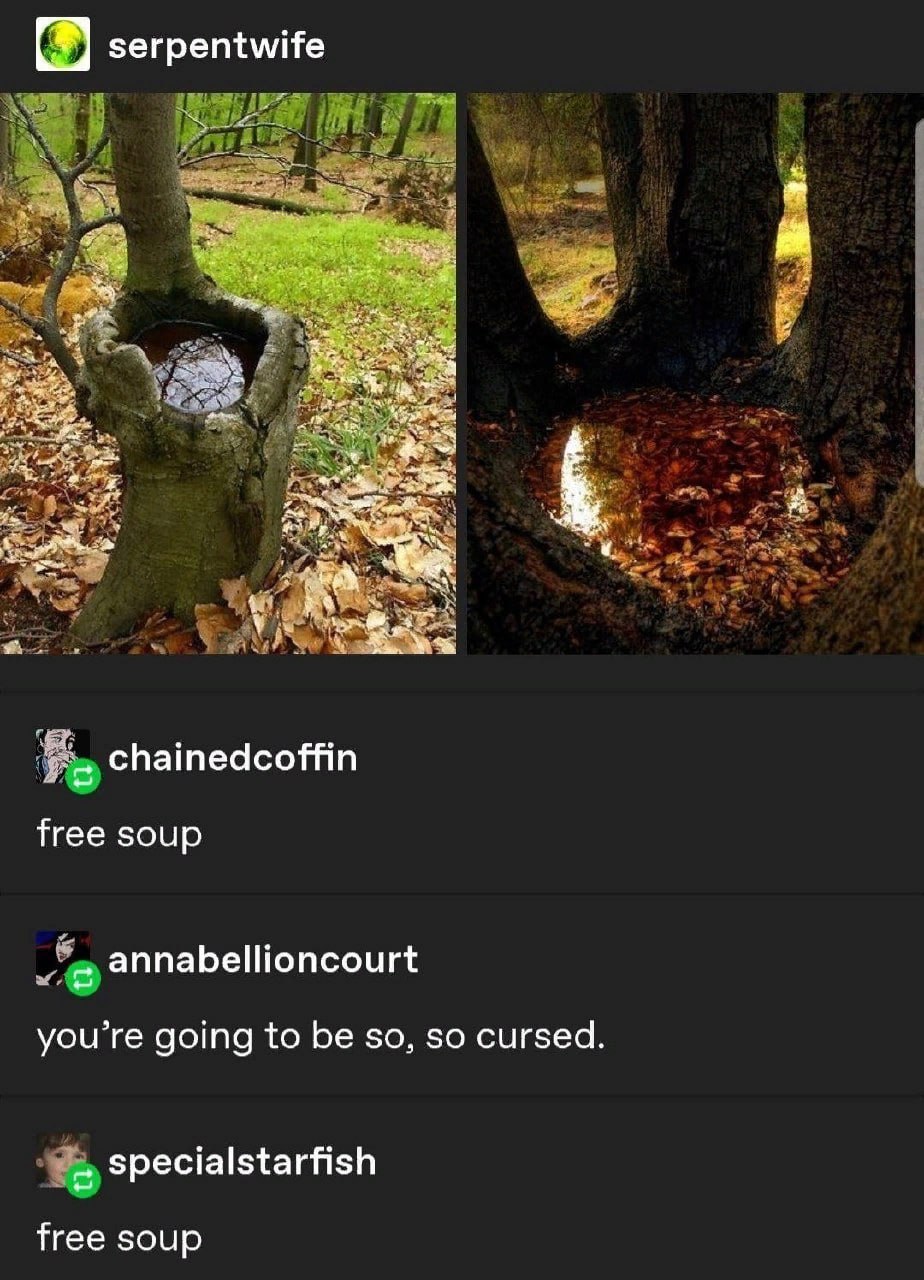 serpentwife
chainedcoffin
free soup
annabellioncourt
you're going to be so, so cursed.
specialstarfish
free soup